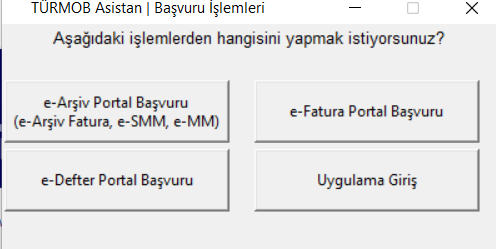 TÜRMOB Asistan | Başvuru İşlemleri
Aşağıdaki işlemlerden hangisini yapmak istiyorsunuz?
e-Arşiv Portal Başvuru
(e-Arşiv Fatura, e-SMM, e-MM)
e-Fatura Portal Başvuru
e-Defter Portal Başvuru
Uygulama Giriş